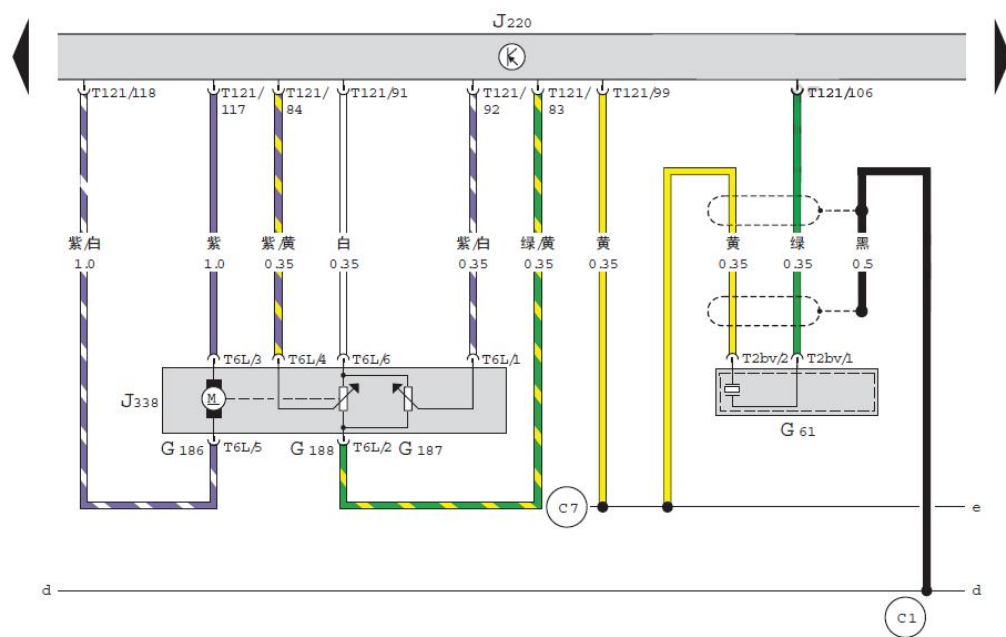 J220
T121/118
T121/117
T121/84
T121/91
T121/92
T121/83
T121/99
T121/106
紫/白
紫
紫/黄
白
紫/白
绿/黄
黄
黄
绿
黑
1.0
1.0
0.35
0.35
0.35
0.35
0.35
0.35
0.35
0.5
T6L/3
T6L/4
T6L/6
T6L/1
T2bv/2
T2bv/1
J338
M
G186
T6L/5
G188
T6L/2
G187
G61
C7
e
d
d
C1